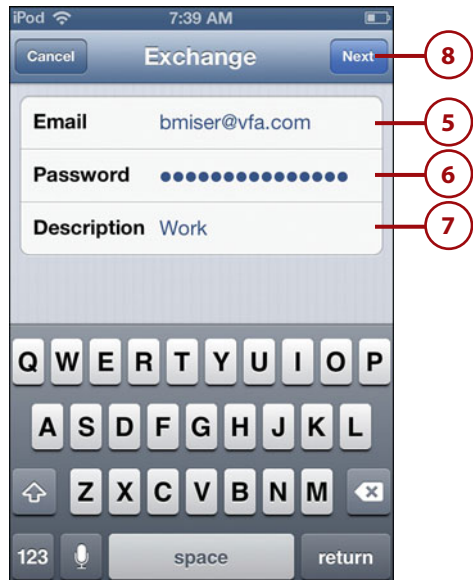 iPod 7:39 AM
Cancel Exchange Next 8
Email bmiser@vfa.com 5
Password ●●●●●●●●●●●●●●● 6
Description Work 7
Q W E R T Y U I O P
A S D F G H J K L
Z X C V B N M
123 space return